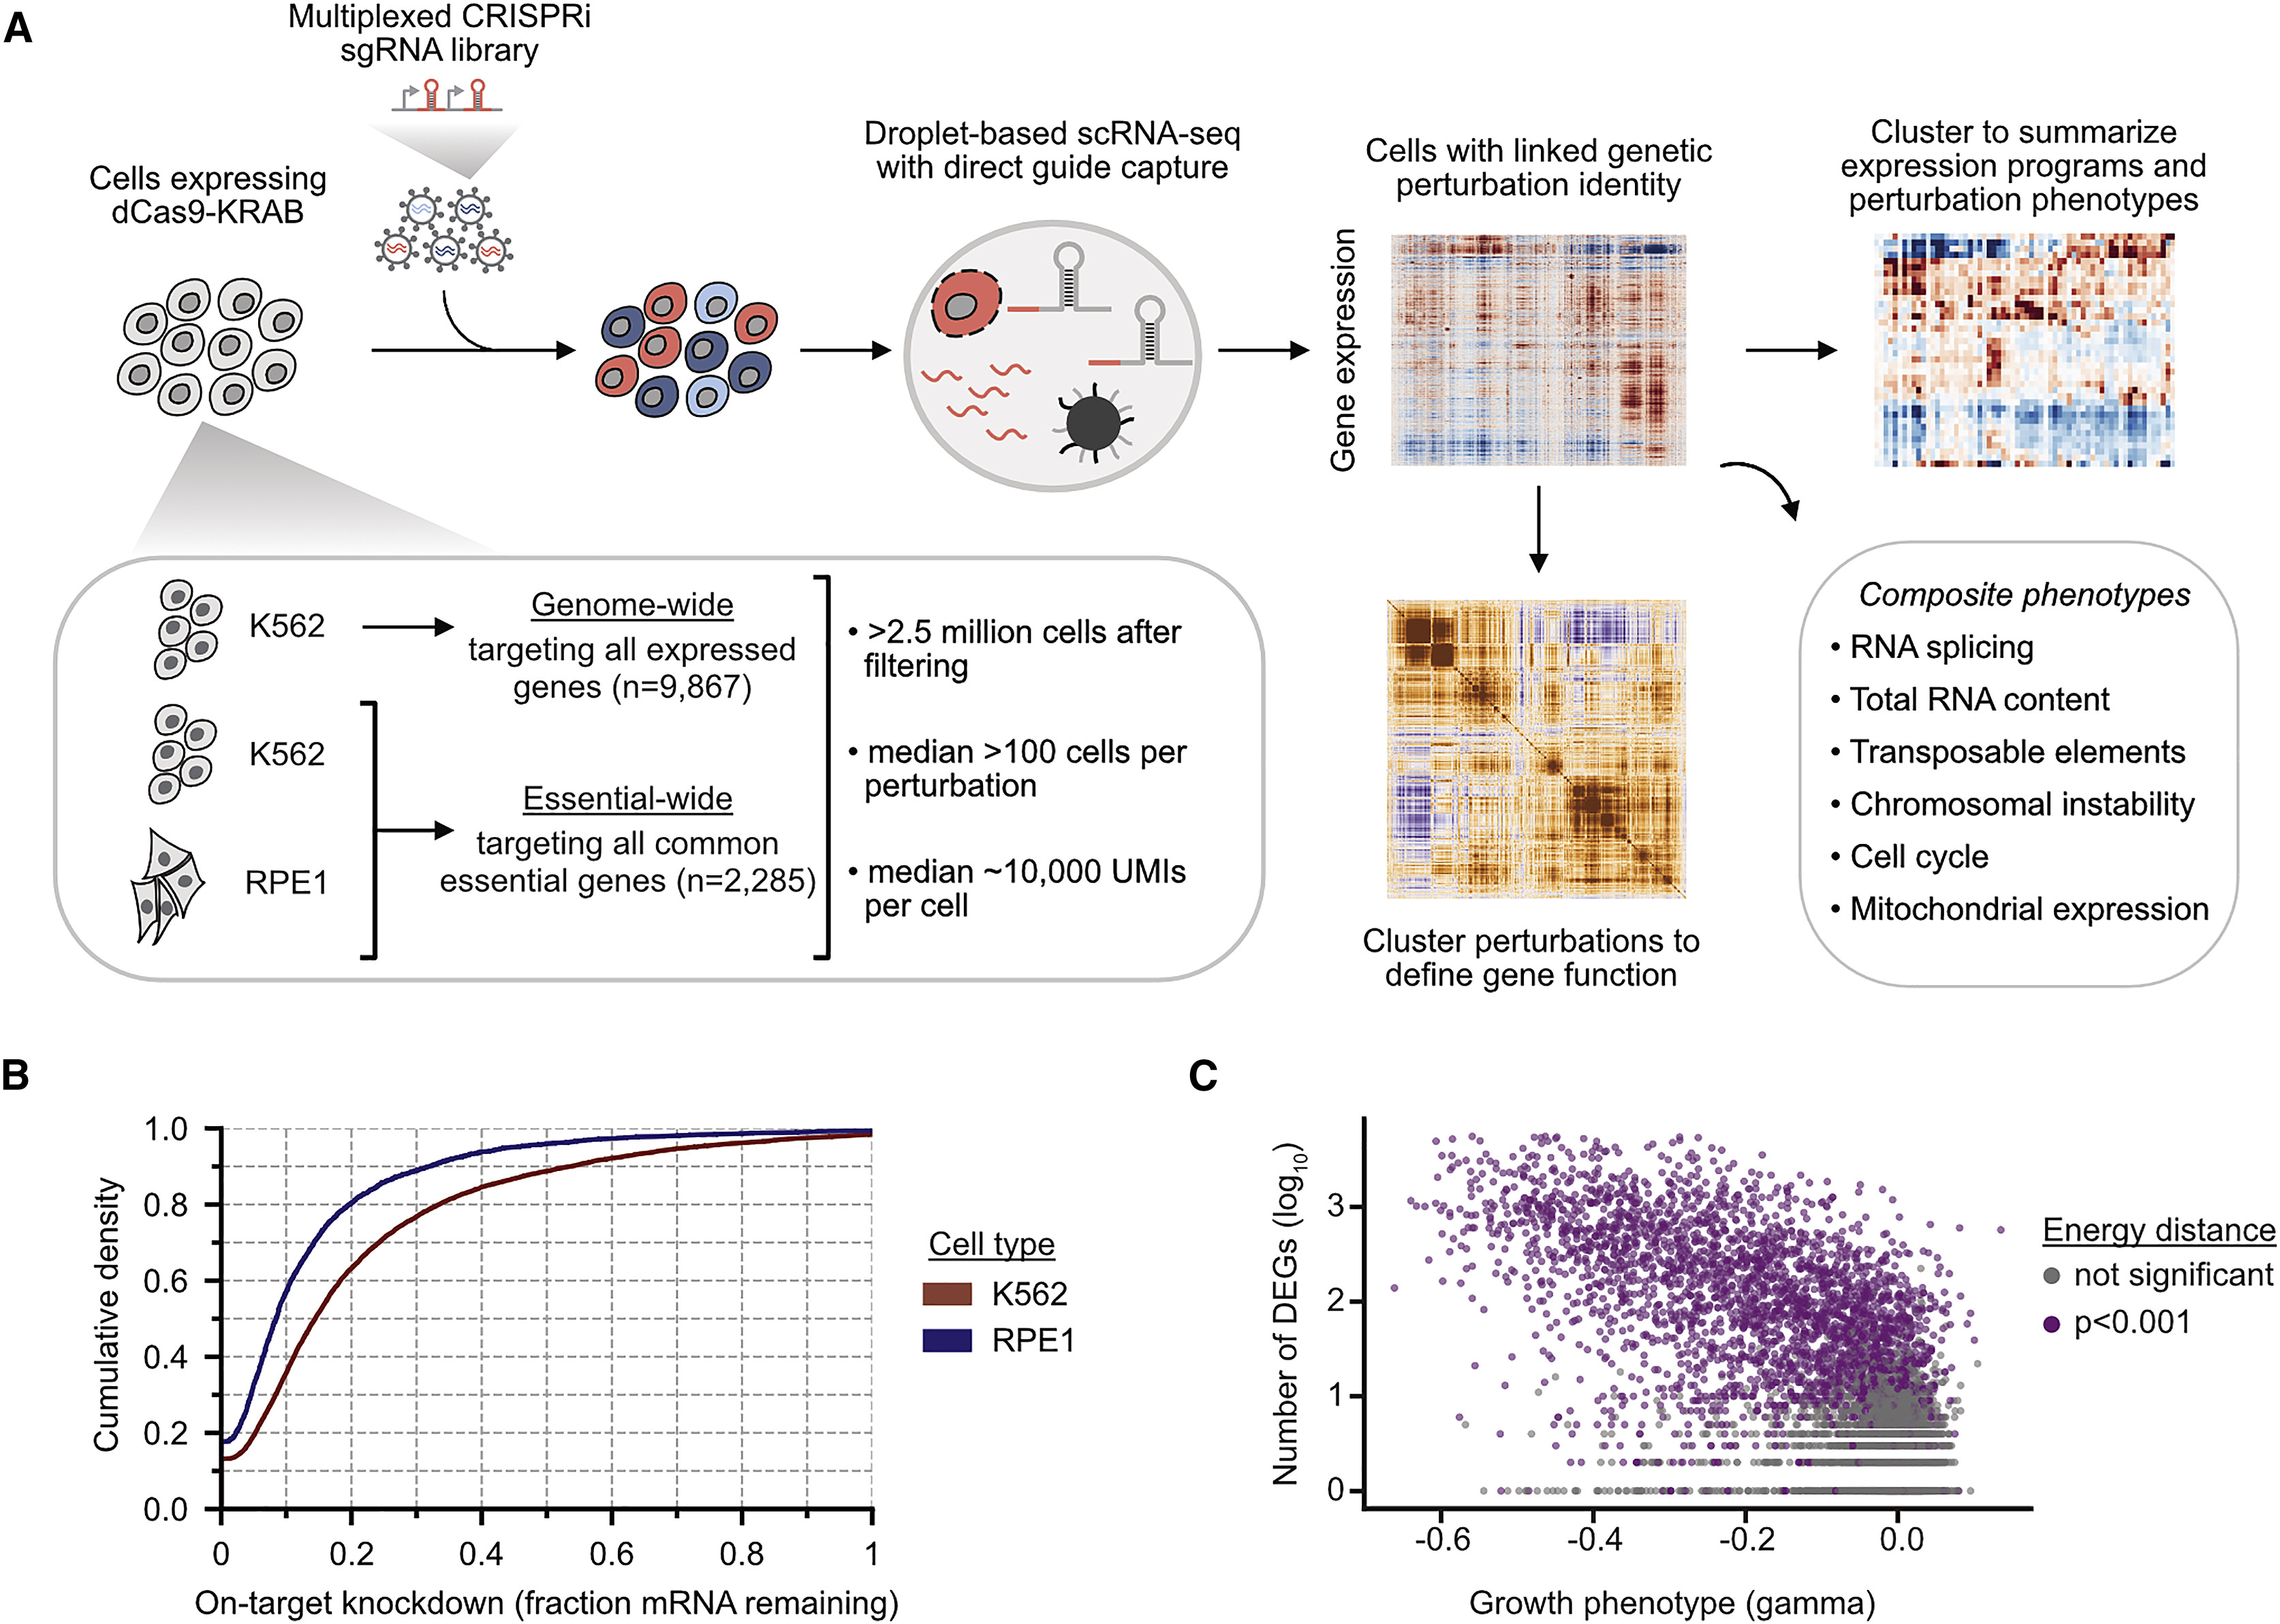 A
Multiplexed CRISPRi
sgRNA library
Cells expressing
dCas9-KRAB
Droplet-based scRNA-seq
with direct guide capture
Cells with linked genetic
perturbation identity
Gene expression
Cluster to summarize
expression programs and
perturbation phenotypes
K562
Genome-wide
targeting all expressed
genes (n=9,867)
K562
RPE1
Essential-wide
targeting all common
essential genes (n=2,285)
• >2.5 million cells after
filtering
• median >100 cells per
perturbation
• median ~10,000 UMIs
per cell
Cluster perturbations to
define gene function
Composite phenotypes
• RNA splicing
• Total RNA content
• Transposable elements
• Chromosomal instability
• Cell cycle
• Mitochondrial expression
B
Cumulative density
1.0
0.8
0.6
0.4
0.2
0.0
0 0.2 0.4 0.6 0.8 1
On-target knockdown (fraction mRNA remaining)
Cell type
K562
RPE1
C
Number of DEGs (log10)
3
2
1
0
-0.6 -0.4 -0.2 0.0
Growth phenotype (gamma)
Energy distance
not significant
p<0.001